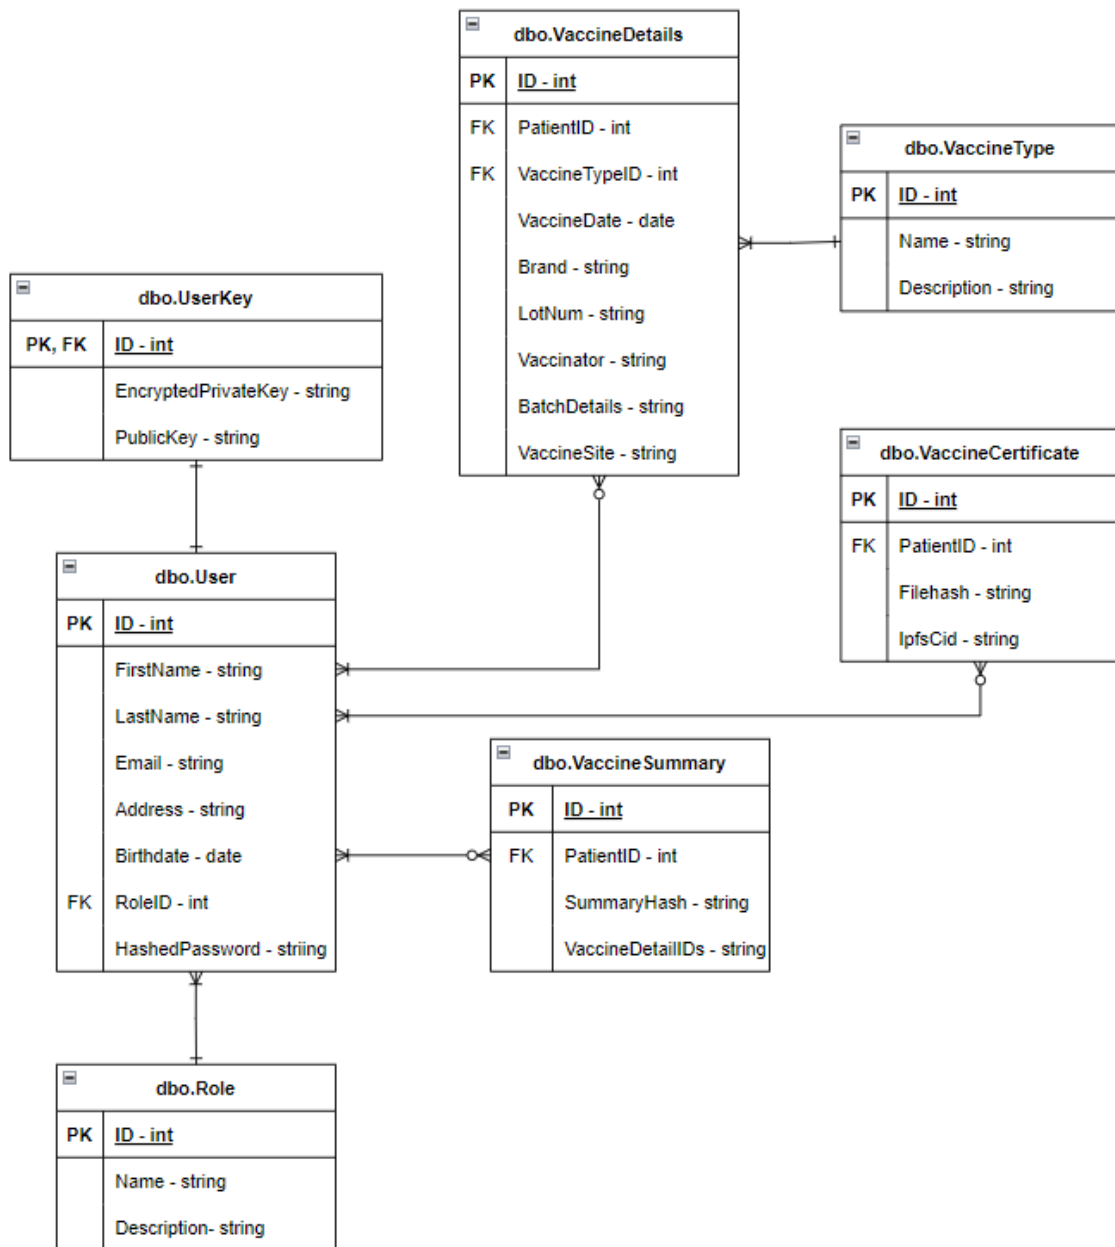 dbo.VaccineDetails
PK ID - int
FK PatientID - int
FK VaccineTypeID - int
VaccineDate - date
Brand - string
LotNum - string
Vaccinator - string
BatchDetails - string
VaccineSite - string
dbo.VaccineType
PK ID - int
Name - string
Description - string
dbo.UserKey
PK, FK ID - int
EncryptedPrivateKey - string
PublicKey - string
dbo.VaccineCertificate
PK ID - int
FK PatientID - int
Filehash - string
IpfsCid - string
dbo.User
PK ID - int
FirstName - string
LastName - string
Email - string
Address - string
Birthdate - date
FK RoleID - int
HashedPassword - striing
dbo.VaccineSummary
PK ID - int
FK PatientID - int
SummaryHash - string
VaccineDetailIDs - string
dbo.Role
PK ID - int
Name - string
Description- string